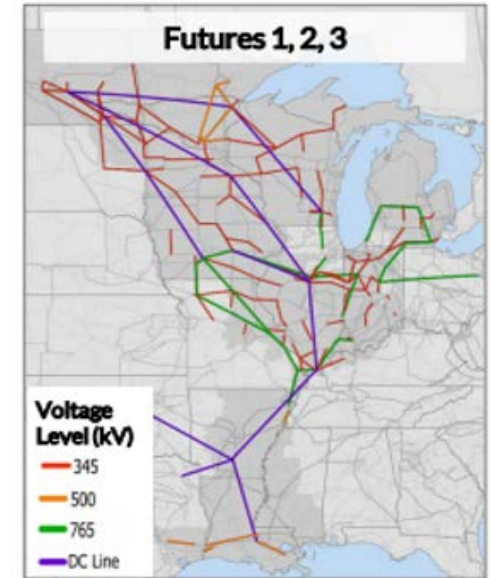 Futures 1, 2, 3
Voltage
Level (kV)
345
500
765
DC Line